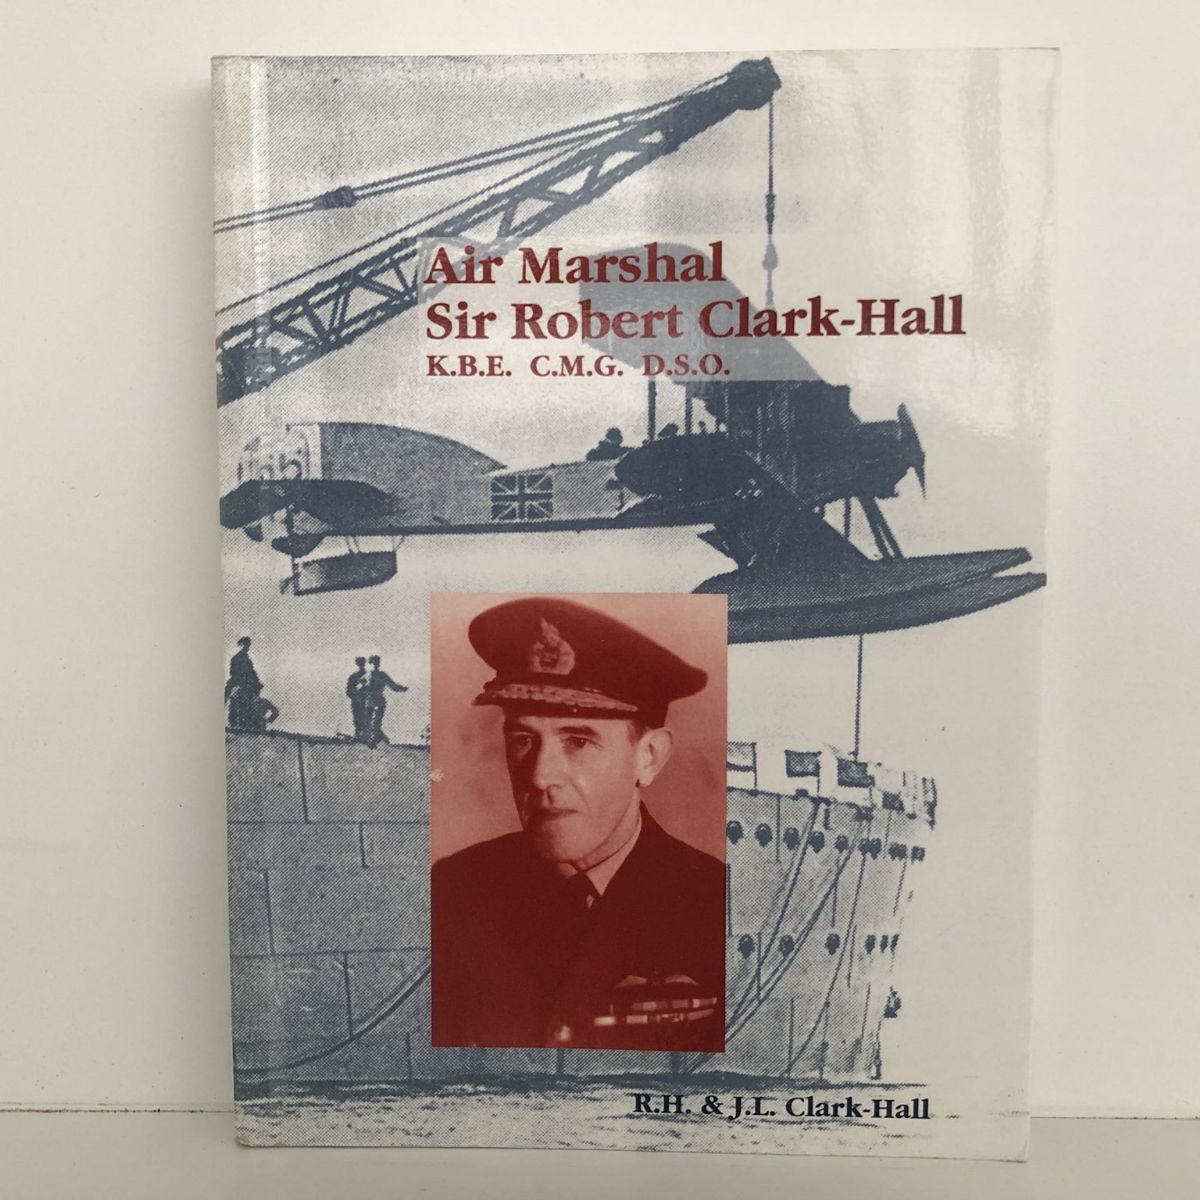 Air Marshal
Sir Robert Clark-Hall
K.B.E. C.M.G. D.S.O.
R.H. & J.L. Clark-Hall